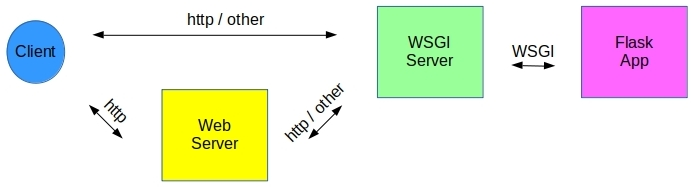 http / other
Client
WSGI
Server
WSGI
Flask
App
http
Web
Server
http / other